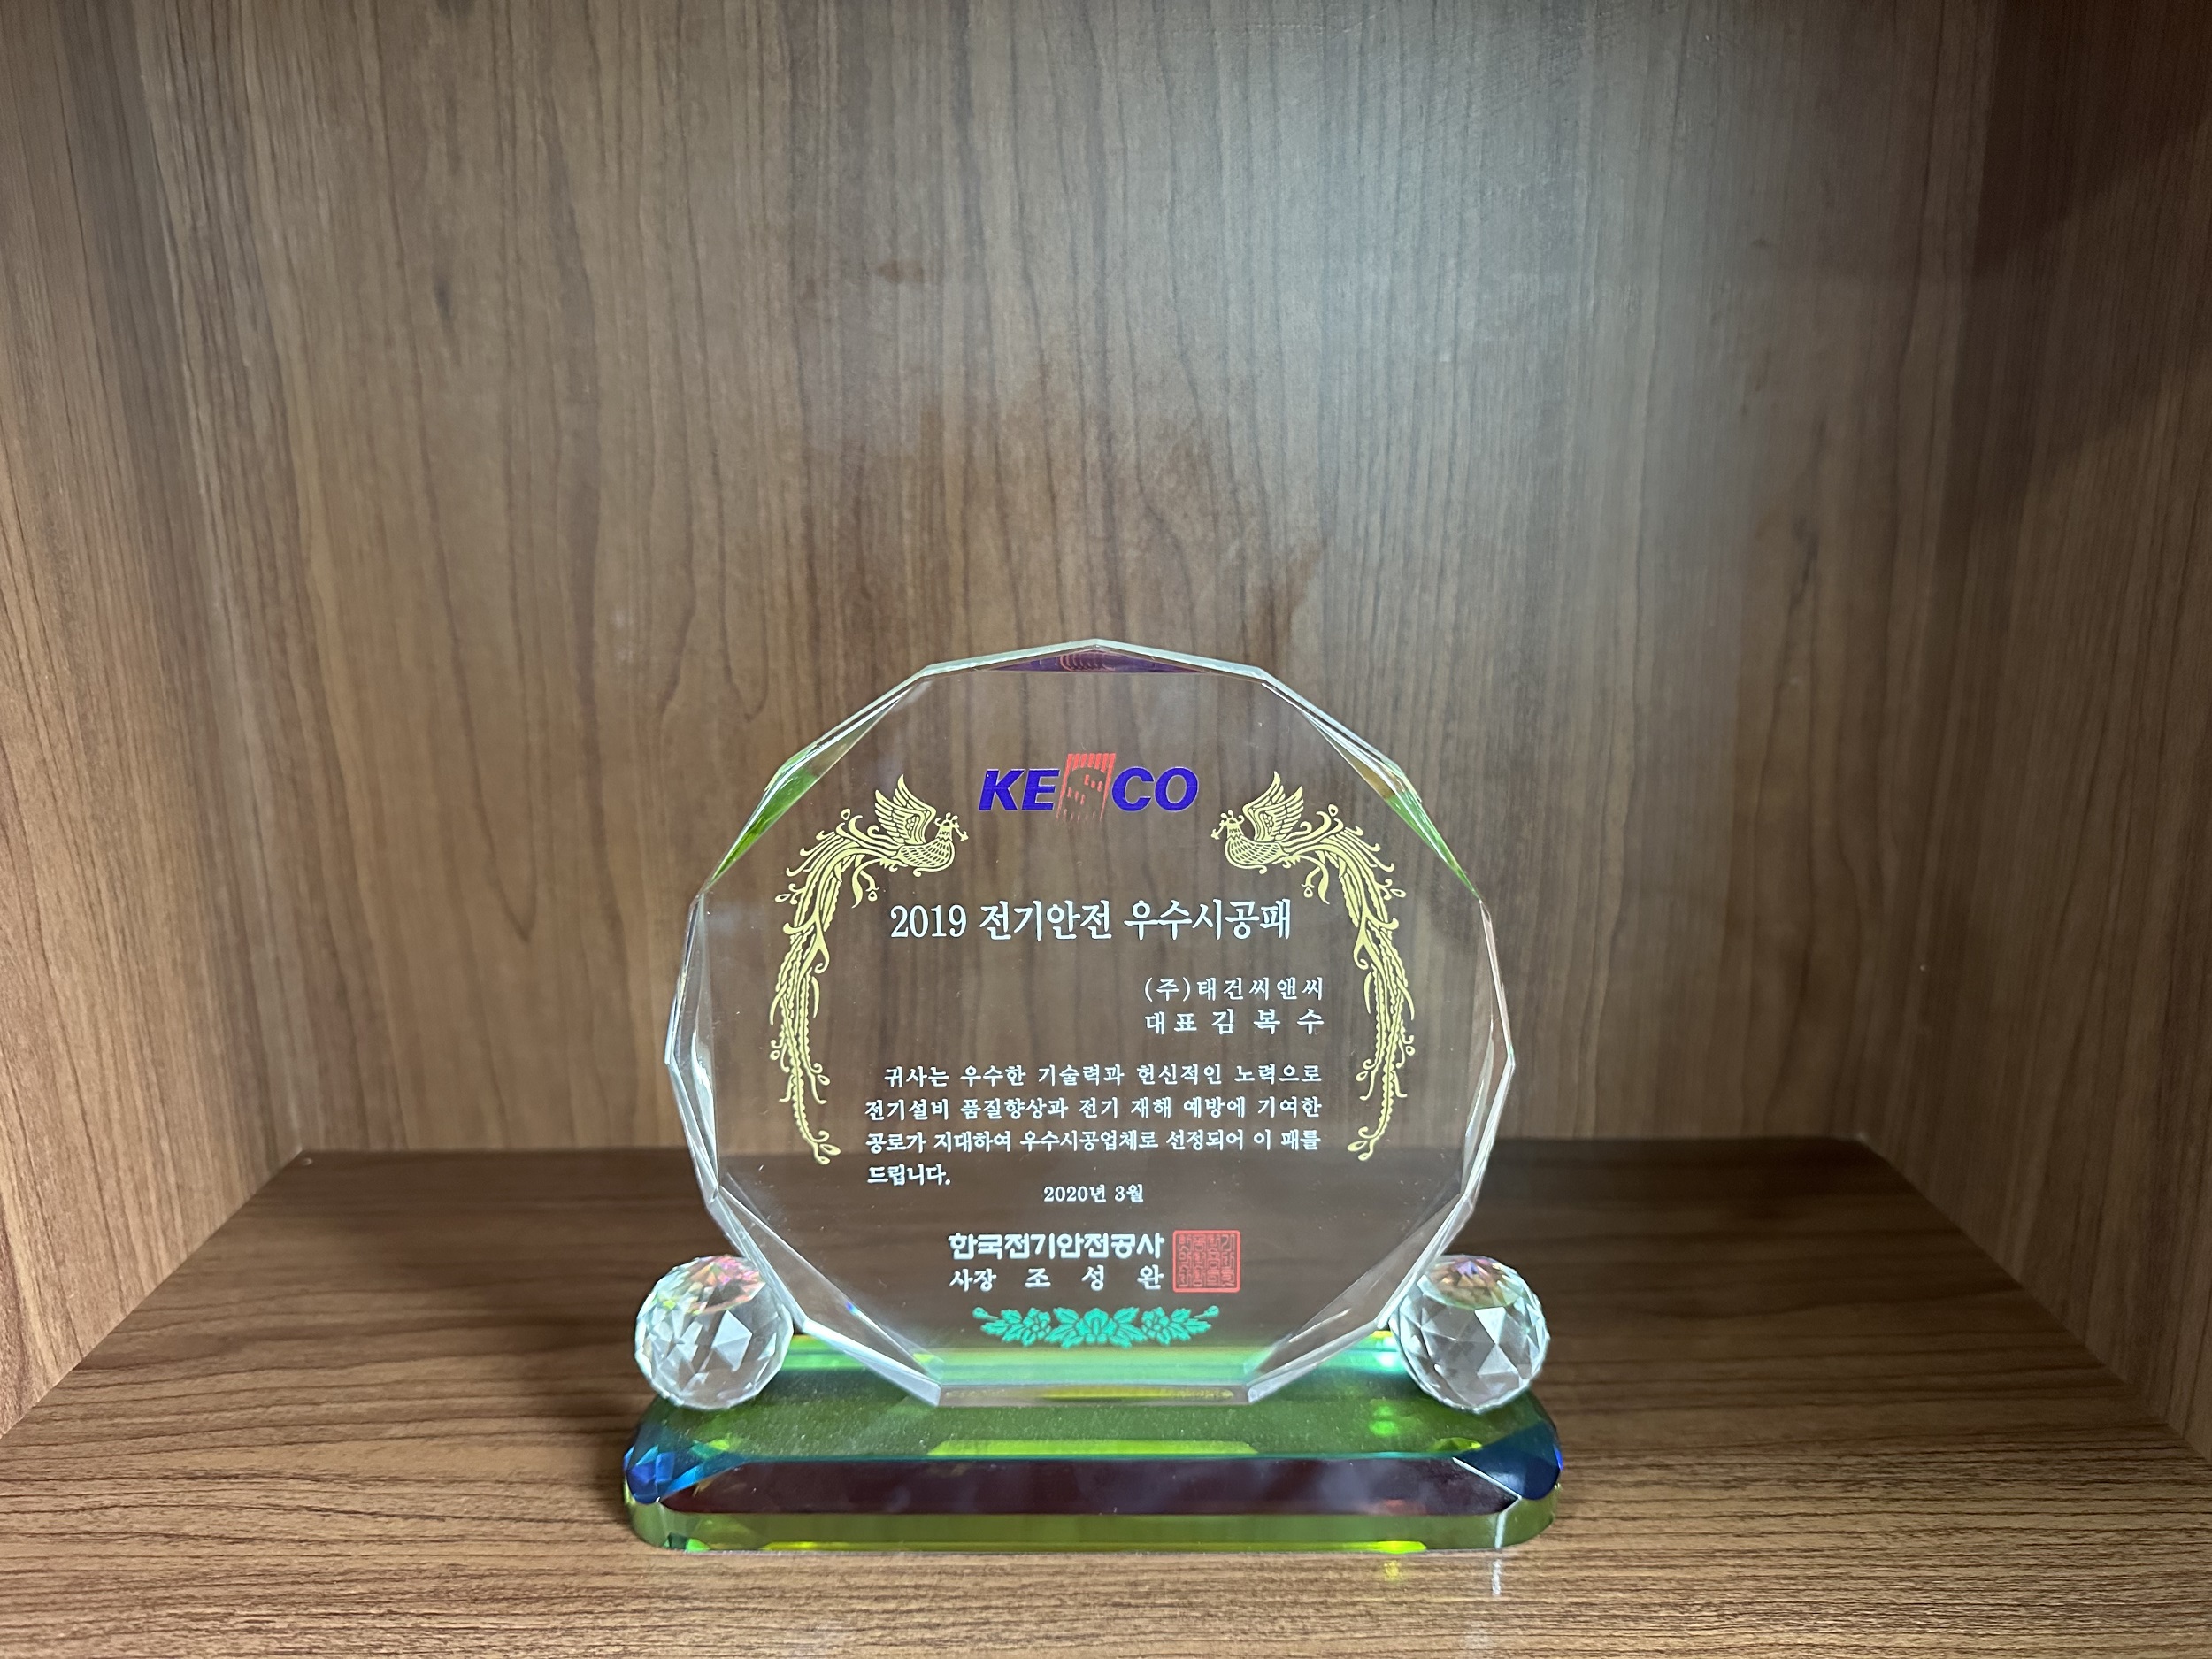 KESCO
2019 전기안전 우수시공패
(주)태건씨앤씨
대표 김 복 수
귀사는 우수한 기술력과 헌신적인 노력으로
전기설비 품질향상과 전기 재해 예방에 기여한
공로가 지대하여 우수시공업체로 선정되어 이 패를
드립니다.
2020년 3월
한국전기안전공사
사장 조 성 완